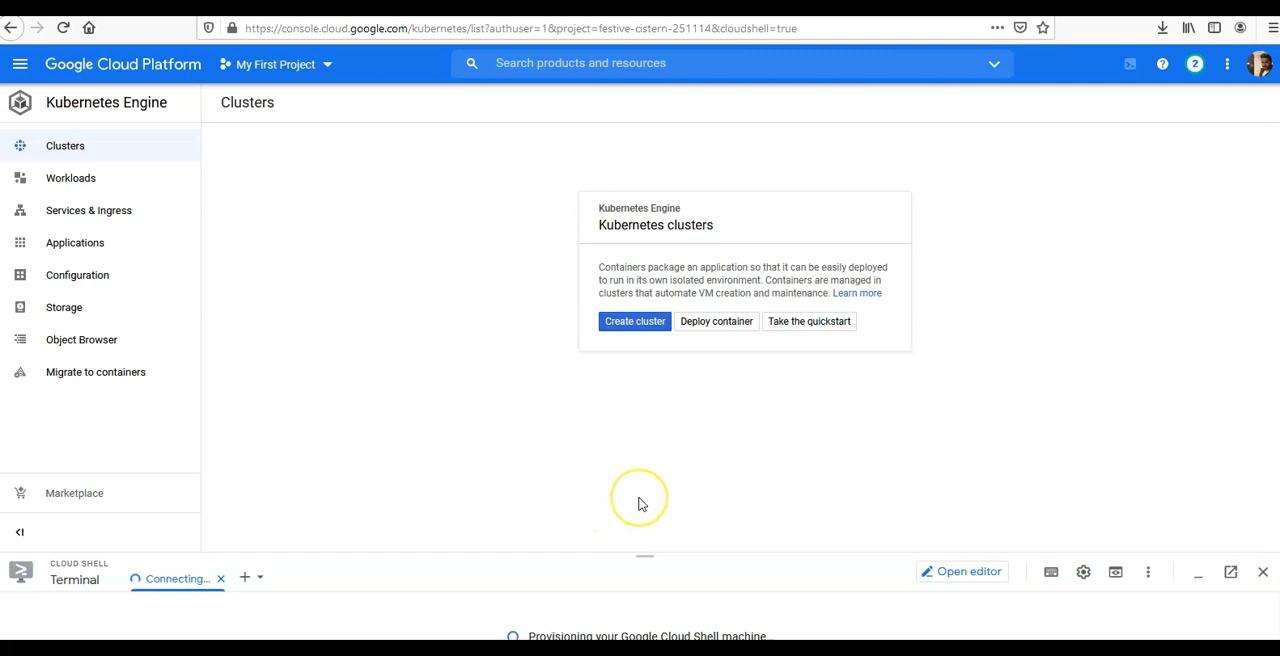 https://console.cloud.google.com/kubernetes/list?authuser=1&project=festive-cistern-251114&cloudshell=true
Google Cloud Platform
My First Project
Search products and resources
2
Kubernetes Engine
Clusters
Clusters
Workloads
Services & Ingress
Applications
Configuration
Storage
Object Browser
Migrate to containers
Marketplace
Kubernetes Engine
Kubernetes clusters
Containers package an application so that it can be easily deployed
to run in its own isolated environment. Containers are managed in
clusters that automate VM creation and maintenance. Learn more
Create cluster
Deploy container
Take the quickstart
CLOUD SHELL
Terminal
Connecting...
Open editor
Provisioning your Google Cloud Shell machine...